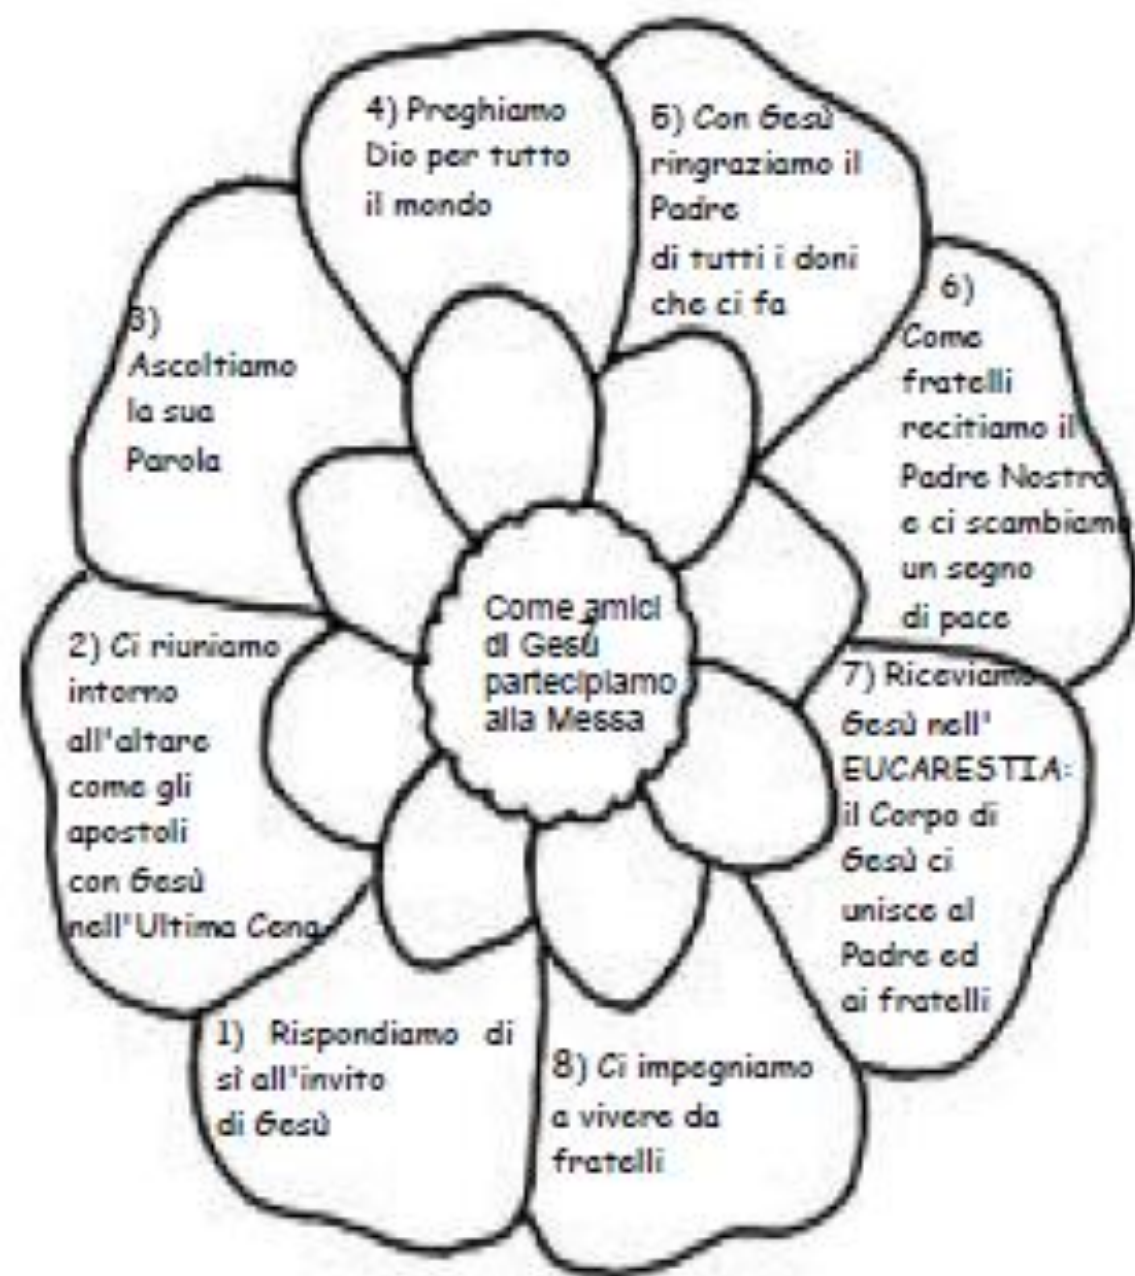 4) Preghiamo
Dio per tutto
il mondo
5) Con Gesù
ringraziamo il
Padre
di tutti i doni
che ci fa
6)
Come
fratelli
recitiamo il
Padre Nostro
e ci scambiamo
un segno
di pace
3)
Ascoltiamo
la sua
Parola
Come amici
di Gesù
partecipiamo
alla Messa
2) Ci riuniamo
intorno
all'altare
come gli
apostoli
con Gesù
nell'Ultima Cena
7) Riceviamo
Gesù nell'
EUCARESTIA:
il Corpo di
Gesù ci
unisce al
Padre ed
ai fratelli
1) Rispondiamo di
sì all'invito
di Gesù
8) Ci impegniamo
a vivere da
fratelli